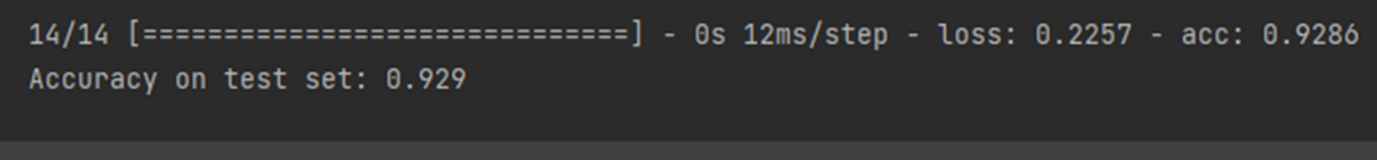 14/14 [==============================] - 0s 12ms/step - loss: 0.2257 - acc: 0.9286
Accuracy on test set: 0.929